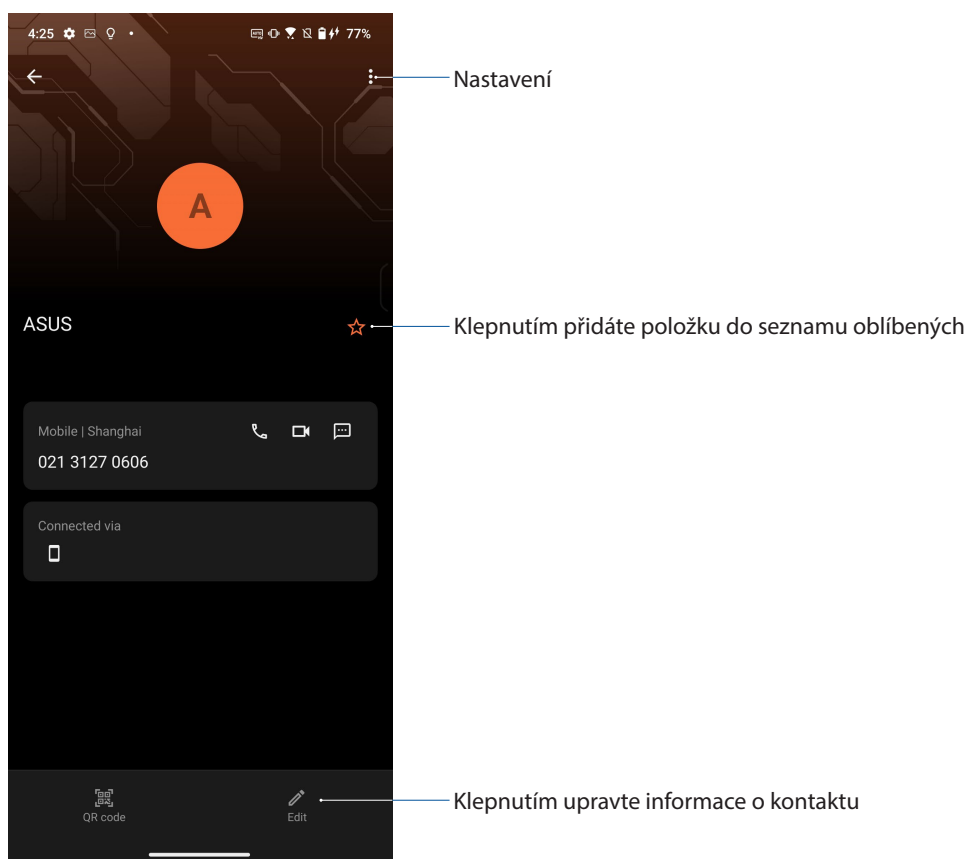 4:25
77%
Nastavení
A
ASUS
Klepnutím přidáte položku do seznamu oblíbených
Mobile | Shanghai
021 3127 0606
Connected via
Klepnutím upravte informace o kontaktu
QR code
Edit